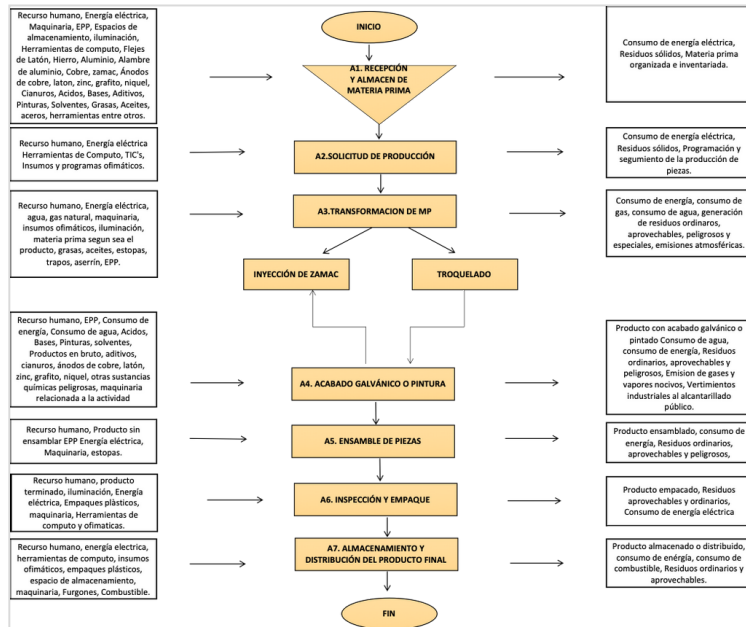 Recurso humano, Energía eléctrica,
Maquinaria, EPP, Espacios de
almacenamiento, iluminación,
Herramientas de computo, Flejes
de Latón, Hierro, Aluminio, Alambre
de aluminio, Cobre, zamac, Ánodos
de cobre, laton, zinc, grafito, niquel,
Cianuros, Acidos, Bases, Aditivos,
Pinturas, Solventes, Grasas, Aceites,
aceros, herramientas entre otros.
INICIO
A1. RECEPCIÓN
Y ALMACEN DE
MATERIA PRIMA
Consumo de energía eléctrica,
Residuos sólidos, Materia prima
organizada e inventariada.
Recurso humano, Energía eléctrica
Herramientas de Computo, TIC's,
Insumos y programas ofimáticos.
A2.SOLICITUD DE PRODUCCIÓN
Consumo de energía eléctrica,
Residuos sólidos, Programación y
segumiento de la producción de
piezas.
Recurso humano, Energía eléctrica,
agua, gas natural, maquinaria,
insumos ofimáticos, iluminación,
materia prima segun sea el
producto, grasas, aceites, estopas,
trapos, aserrín, EPP.
A3.TRANSFORMACION DE MP
Consumo de energía, consumo de
gas, consumo de agua, generación
de residuos ordinaros,
aprovechables, peligrosos y
especiales, emisiones atmosféricas.
INYECCIÓN DE ZAMAC
TROQUELADO
Recurso humano, EPP, Consumo de
energía, Consumo de agua, Acidos,
Bases, Pinturas, solventes,
Productos en bruto, aditivos,
cianuros, ánodos de cobre, latón,
zinc, grafito, niquel, otras sustancias
químicas peligrosas, maquinaria
relacionada a la actividad
A4. ACABADO GALVÁNICO O PINTURA
Producto con acabado galvánico o
pintado Consumo de agua,
consumo de energía, Residuos
ordinarios, aprovechables y
peligrosos, Emision de gases y
vapores nocivos, Vertimientos
industriales al alcantarillado
público.
Recurso humano, Producto sin
ensamblar EPP Energía eléctrica,
Maquinaria, estopas.
A5. ENSAMBLE DE PIEZAS
Producto ensamblado, consumo de
energía, Residuos ordinarios,
aprovechables y peligrosos,
Recurso humano, producto
terminado, iluminación, Energía
eléctrica, Empaques plàsticos,
maquinaria, Herramientas de
computo y ofimaticas.
A6. INSPECCIÓN Y EMPAQUE
Producto empacado, Residuos
aprovechables y ordinarios,
Consumo de energía eléctrica
Recurso humano, energía electrica,
herramientas de computo, insumos
ofimáticos, empaques plásticos,
espacio de almacenamiento,
maquinaria, Furgones, Combustible.
A7. ALMACENAMIENTO Y
DISTRIBUCIÓN DEL PRODUCTO FINAL
Producto almacenado o distribuido,
consumo de enérgía, consumo de
combustible, Residuos ordinarios y
aprovechables.
FIN